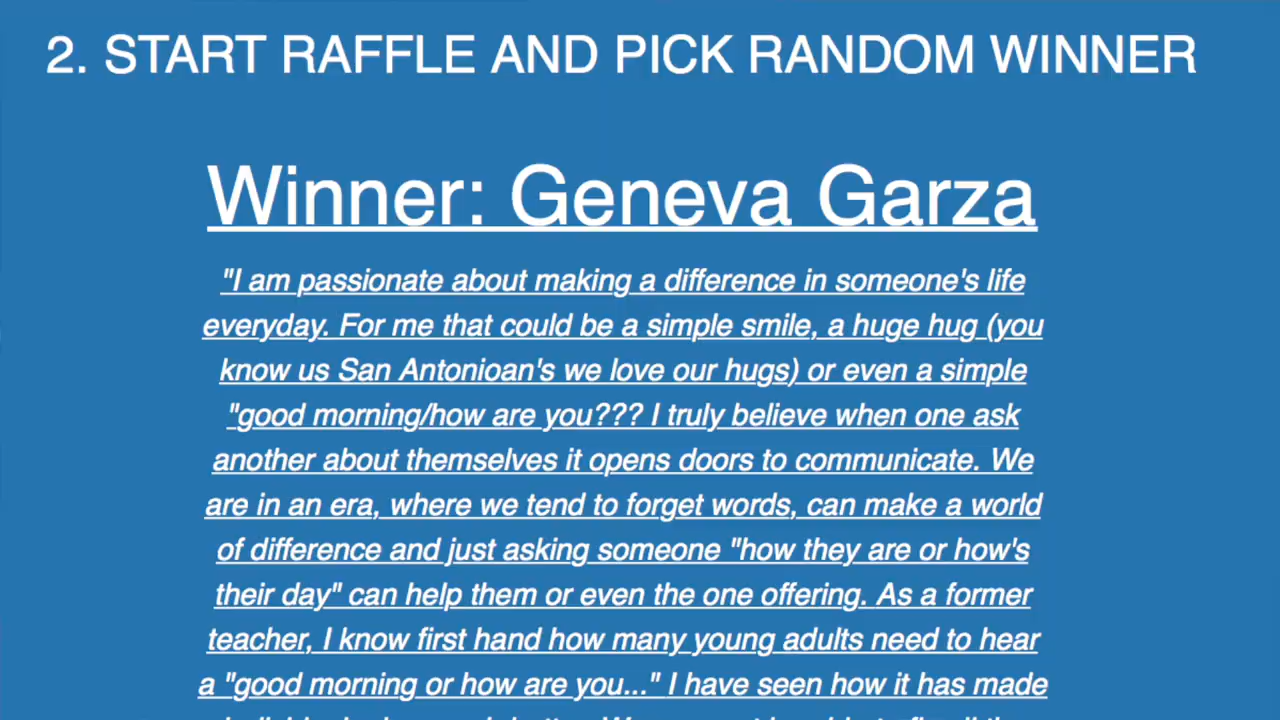 2. START RAFFLE AND PICK RANDOM WINNER
Winner: Geneva Garza
"I am passionate about making a difference in someone's life
everyday. For me that could be a simple smile, a huge hug (you
know us San Antonioan's we love our hugs) or even a simple
"good morning/how are you??? I truly believe when one ask
another about themselves it opens doors to communicate. We
are in an era, where we tend to forget words, can make a world
of difference and just asking someone "how they are or how's
their day" can help them or even the one offering. As a former
teacher, I know first hand how many young adults need to hear
a "good morning or how are you..." I have seen how it has made